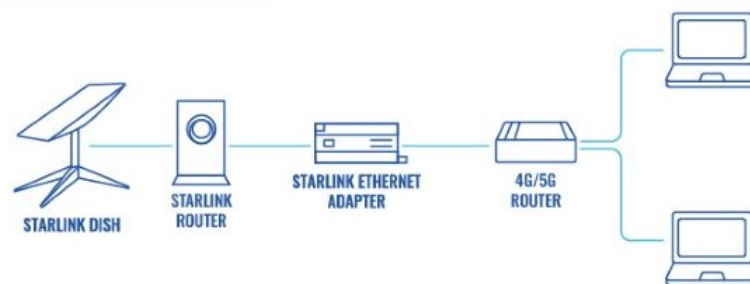 STARLINK DISH
STARLINK
ROUTER
STARLINK ETHERNET
ADAPTER
4G/5G
ROUTER